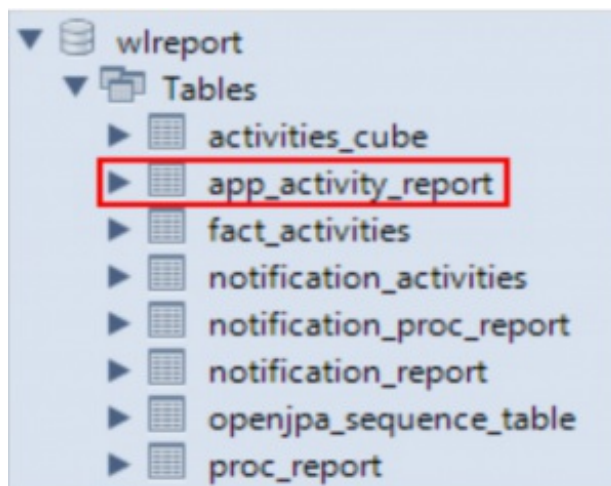 wlreport
Tables
activities_cube
app_activity_report
fact_activities
notification_activities
notification_proc_report
notification_report
openjpa_sequence_table
proc_report